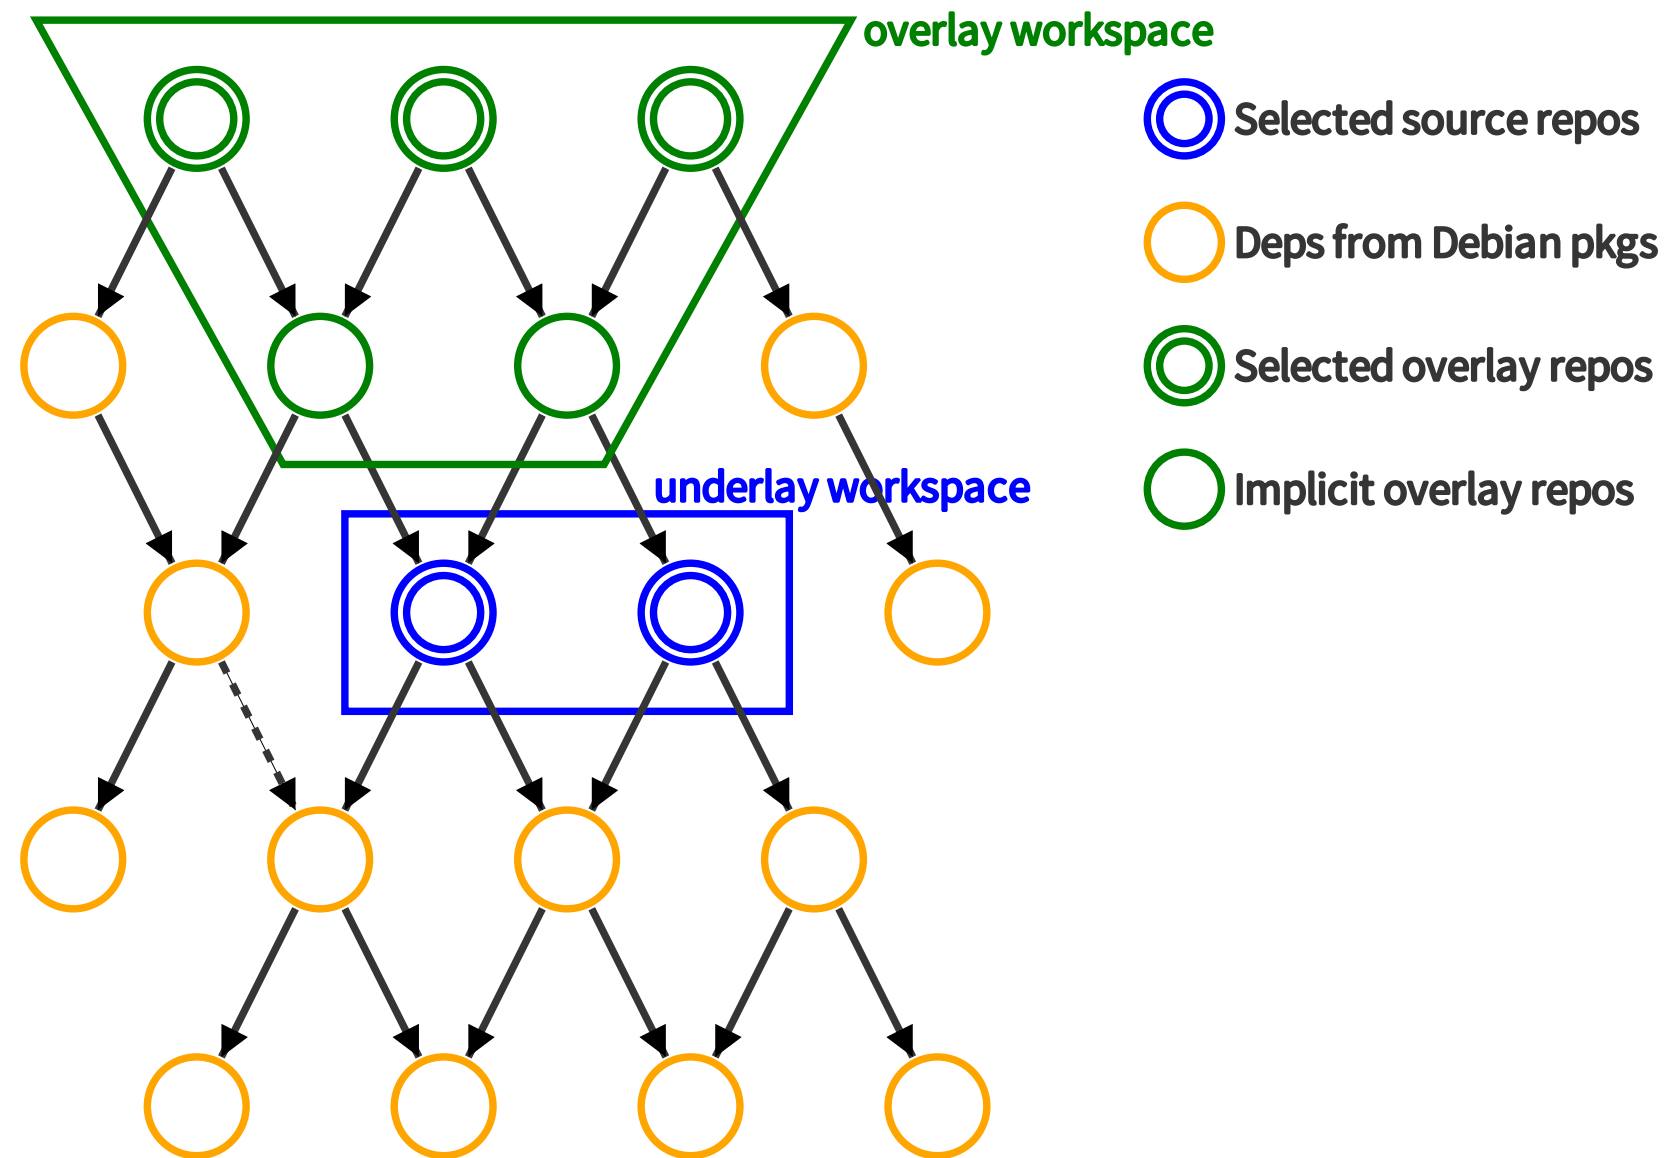 overlay workspace
Selected source repos
Deps from Debian pkgs
Selected overlay repos
Implicit overlay repos
underlay workspace